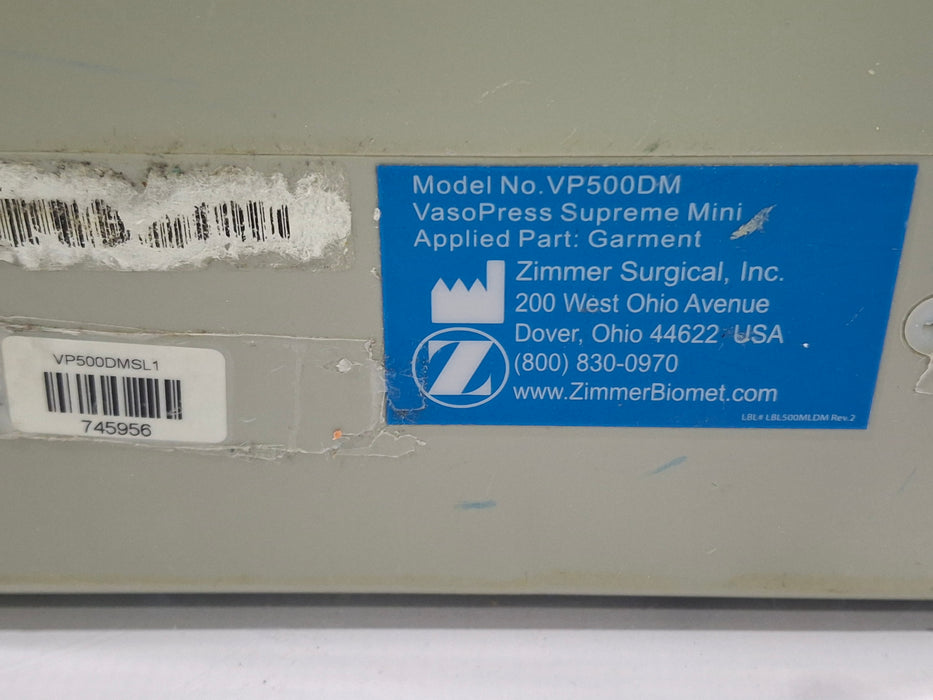 Model No. VP500DM
VasoPress Supreme Mini
Applied Part: Garment
Zimmer Surgical, Inc.
200 West Ohio Avenue
Dover, Ohio 44622 USA
(800) 830-0970
www.ZimmerBiomet.com
LBL# LBL500MLDM Rev.2
Z
VP500DMSL1
745956